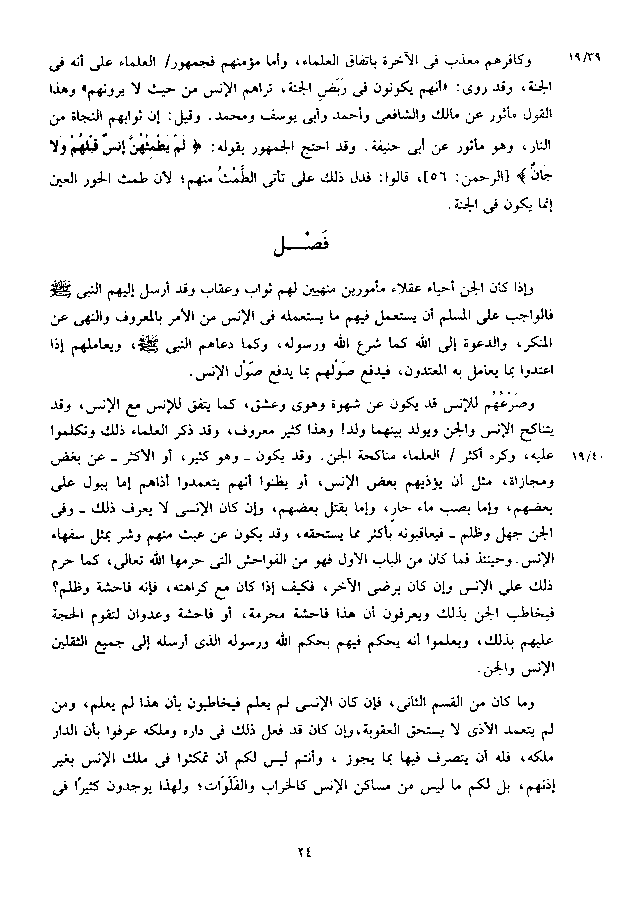 ١٩/٣٩ وكافرهم معذب فى الآخرة باتفاق العلماء، وأما مؤمنهم فجمهور/ العلماء على أنه فى
الجنة، وقد روى: «أنهم يكونون فى رَبَضِ الجنة، تراهم الإنس من حيث لا يرونهم» وهذا
القول مأثور عن مالك والشافعى وأحمد وأبى يوسف ومحمد. وقيل: إن ثوابهم النجاة من
النار، وهو مأثور عن أبى حنيفة. وقد احتج الجمهور بقوله: ﴿ لَمْ يَطْمِثْهُنَّ إِنسٌ قَبْلَهُمْ وَلا
جَانٌّ ﴾ [الرحمن: ٥٦]، قالوا: فدل ذلك على تأتى الطَّمْثُ منهم؛ لأن طمث الحور العين
إنما يكون فى الجنة.
فَصْـــل
وإذا كان الجن أحياء عقلاء مأمورين منهيين لهم ثواب وعقاب وقد أرسل إليهم النبى ﷺ
فالواجب على المسلم أن يستعمل فيهم ما يستعمله فى الإنس من الأمر بالمعروف والنهى عن
المنكر، والدعوة إلى الله كما شرع الله ورسوله، وكما دعاهم النبى ﷺ، ويعاملهم إذا
اعتدوا بما يعامل به المعتدون، فيدفع صَوْلهم بما يدفع صَوْل الإنس.
وصَرْعُهُم للإنس قد يكون عن شهوة وهوى وعشق، كما يتفق للإنس مع الإنس، وقد
يتناكح الإنس والجن ويولد بينهما ولد! وهذا كثير معروف، وقد ذكر العلماء ذلك وتكلموا
١٩/٤٠ عليه، وكره أكثر / العلماء مناكحة الجن. وقد يكون ـ وهو كثير، أو الأكثر ـ عن بغض
ومجازاة، مثل أن يؤذيهم بعض الإنس، أو يظنوا أنهم يتعمدوا أذاهم إما ببول على
بعضهم، وإما بصب ماء حار، وإما بقتل بعضهم، وإن كان الإنسى لا يعرف ذلك ـ وفى
الجن جهل وظلم ـ فيعاقبونه بأكثر مما يستحقه، وقد يكون عن عبث منهم وشر بمثل سفهاء
الإنس. وحينئذ فما كان من الباب الأول فهو من الفواحش التى حرمها الله تعالى، كما حرم
ذلك على الإنس وإن كان برضى الآخر، فكيف إذا كان مع كراهته، فإنه فاحشة وظلم؟
فيخاطب الجن بذلك ويعرفون أن هذا فاحشة محرمة، أو فاحشة وعدوان لتقوم الحجة
عليهم بذلك، ويعلموا أنه يحكم فيهم بحكم الله ورسوله الذى أرسله إلى جميع الثقلين
الإنس والجن.
وما كان من القسم الثانى، فإن كان الإنسى لم يعلم فيخاطبون بأن هذا لم يعلم، ومن
لم يتعمد الأذى لا يستحق العقوبة، وإن كان قد فعل ذلك فى داره وملكه عرفوا بأن الدار
ملكه، فله أن يتصرف فيها بما يجوز ، وأنتم ليس لكم أن تمكثوا فى ملك الإنس بغير
إذنهم، بل لكم ما ليس من مساكن الإنس كالخراب والفَلَوَات؛ ولهذا يوجدون كثيرًا فى
٢٤